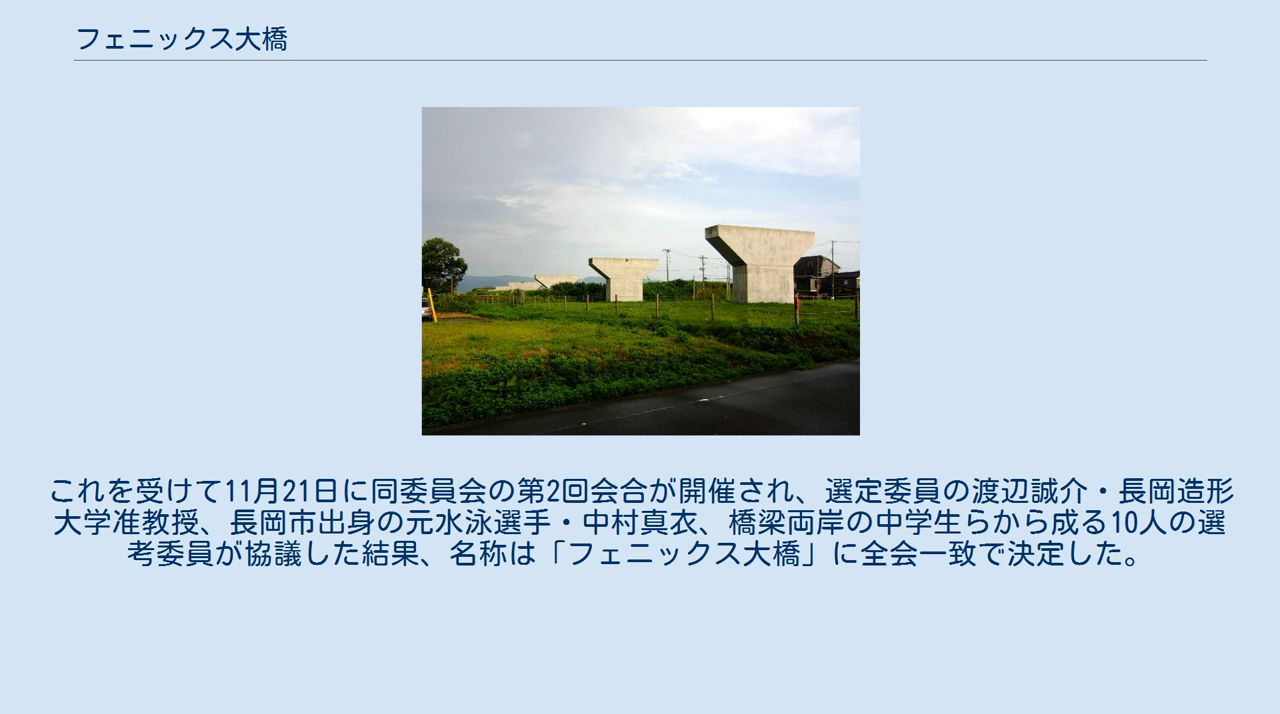 フェニックス大橋
これを受けて11月21日に同委員会の第2回会合が開催され、選定委員の渡辺誠介・長岡造形
大学准教授、長岡市出身の元水泳選手・中村真衣、橋梁両岸の中学生らから成る10人の選
考委員が協議した結果、名称は「フェニックス大橋」に全会一致で決定した。